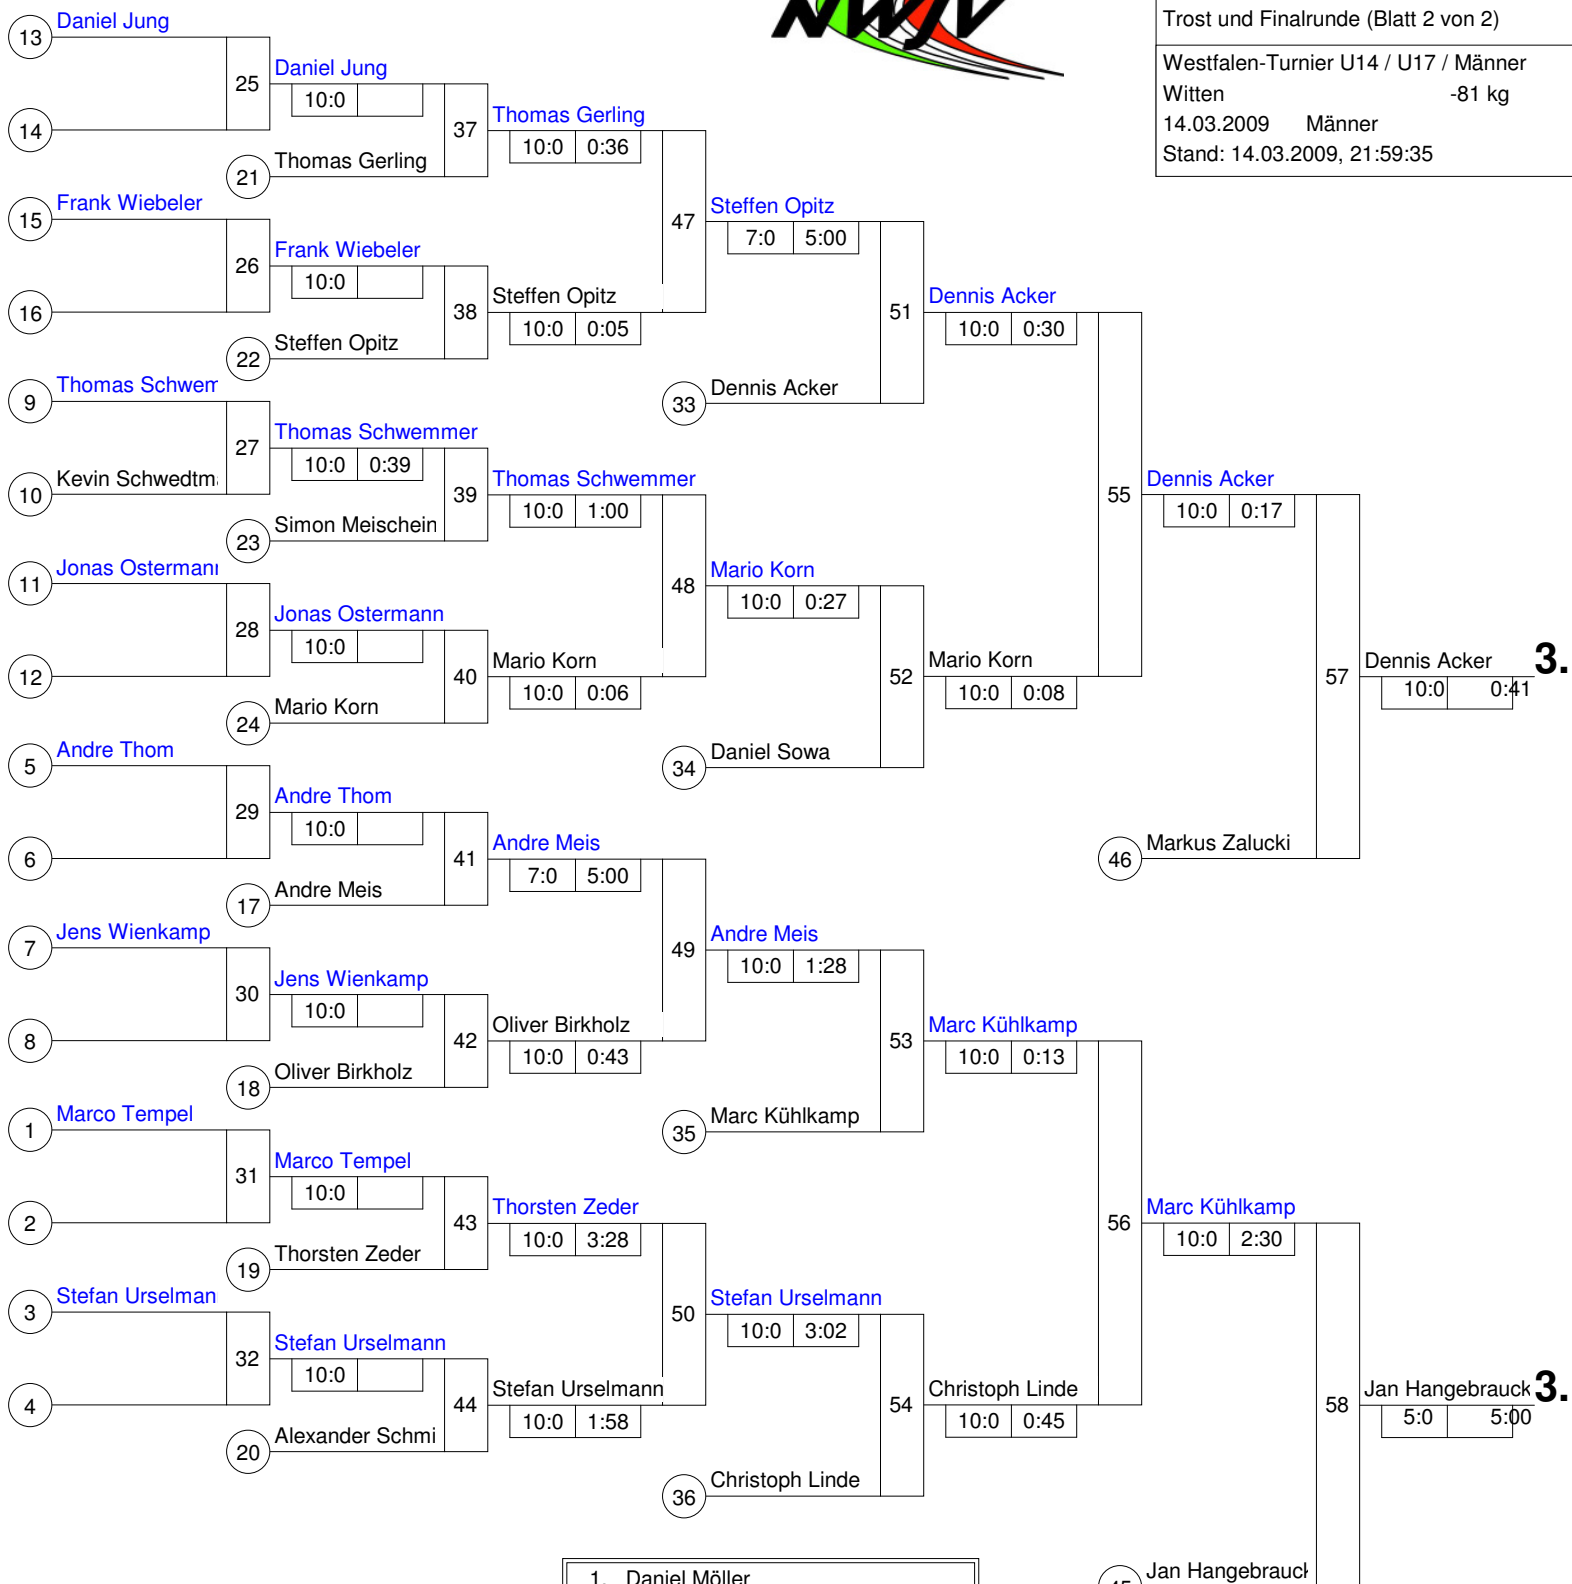 NWJV
Trost und Finalrunde (Blatt 2 von 2)
Westfalen-Turnier U14 / U17 / Männer
Witten -81 kg
14.03.2009 Männer
Stand: 14.03.2009, 21:59:35
13 Daniel Jung
25 Daniel Jung
10:0
14
37 Thomas Gerling
10:0 0:36
21 Thomas Gerling
15 Frank Wiebeler
47 Steffen Opitz
7:0 5:00
26 Frank Wiebeler
10:0
16
38 Steffen Opitz
10:0 0:05
22 Steffen Opitz
51 Dennis Acker
10:0 0:30
9 Thomas Schwem
33 Dennis Acker
27 Thomas Schwemmer
10:0 0:39
10 Kevin Schwedtm
39 Thomas Schwemmer
10:0 1:00
23 Simon Meischein
55 Dennis Acker
10:0 0:17
11 Jonas Ostermann
48 Mario Korn
10:0 0:27
28 Jonas Ostermann
10:0
12
40 Mario Korn
10:0 0:06
24 Mario Korn
52 Mario Korn
10:0 0:08
57 Dennis Acker 3.
10:0 0:41
5 Andre Thom
34 Daniel Sowa
29 Andre Thom
10:0
6
41 Andre Meis
7:0 5:00
46 Markus Zalucki
17 Andre Meis
7 Jens Wienkamp
49 Andre Meis
10:0 1:28
30 Jens Wienkamp
10:0
8
42 Oliver Birkholz
10:0 0:43
18 Oliver Birkholz
53 Marc Kühlkamp
10:0 0:13
1 Marco Tempel
35 Marc Kühlkamp
31 Marco Tempel
10:0
2
43 Thorsten Zeder
10:0 3:28
19 Thorsten Zeder
56 Marc Kühlkamp
10:0 2:30
3 Stefan Urselman
50 Stefan Urselmann
10:0 3:02
32 Stefan Urselmann
10:0
4
44 Stefan Urselmann
10:0 1:58
20 Alexander Schmi
54 Christoph Linde
10:0 0:45
58 Jan Hangebrauck 3.
5:0 5:00
36 Christoph Linde
1. Daniel Möller
45 Jan Hangebrauck